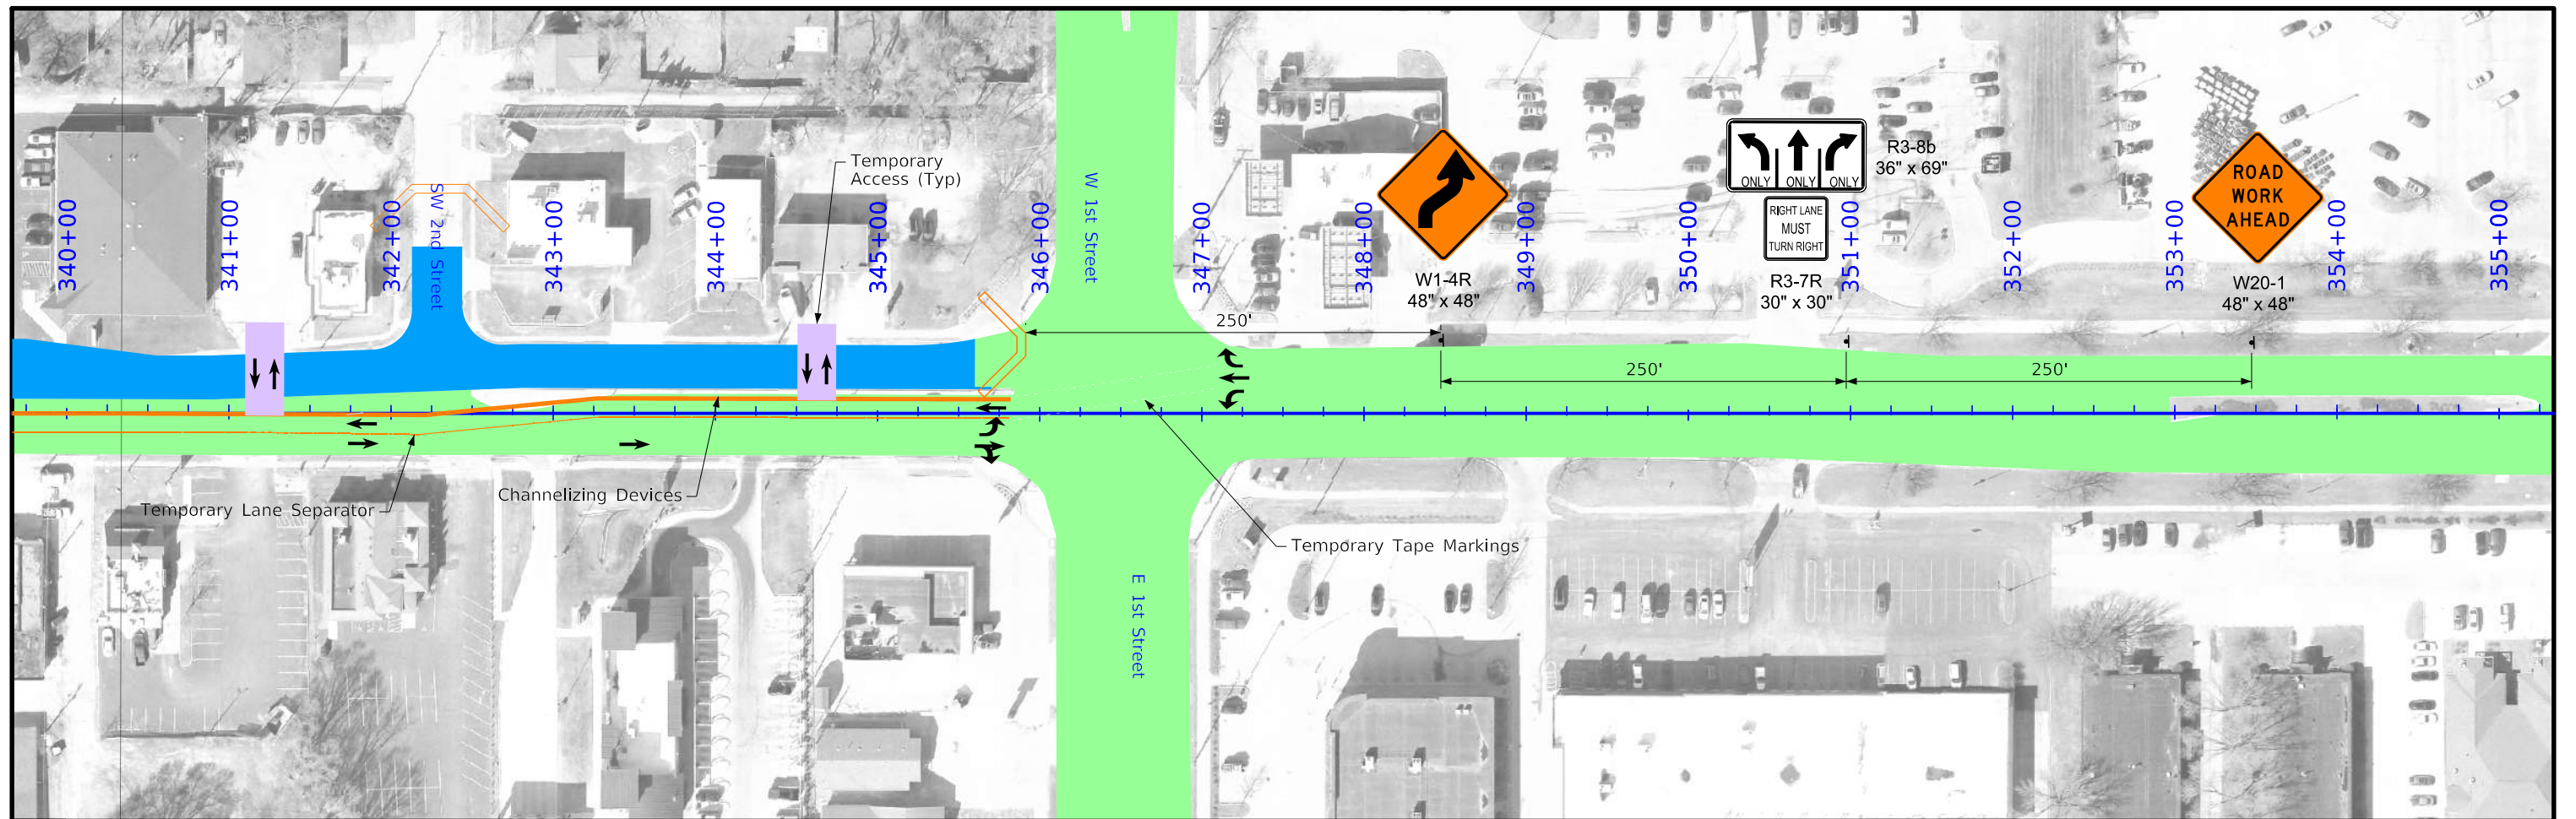 Temporary
Access (Typ)
340+00
341+00
342+00
SW 2nd Street
343+00
344+00
345+00
346+00
W 1st Street
347+00
348+00
349+00
350+00
351+00
352+00
353+00
354+00
355+00
W1-4R
48" x 48"
ONLY ONLY ONLY
R3-8b
36" x 69"
RIGHT LANE
MUST
TURN RIGHT
R3-7R
30" x 30"
ROAD
WORK
AHEAD
W20-1
48" x 48"
250'
250'
250'
Temporary Lane Separator
Channelizing Devices
Temporary Tape Markings
E 1st Street